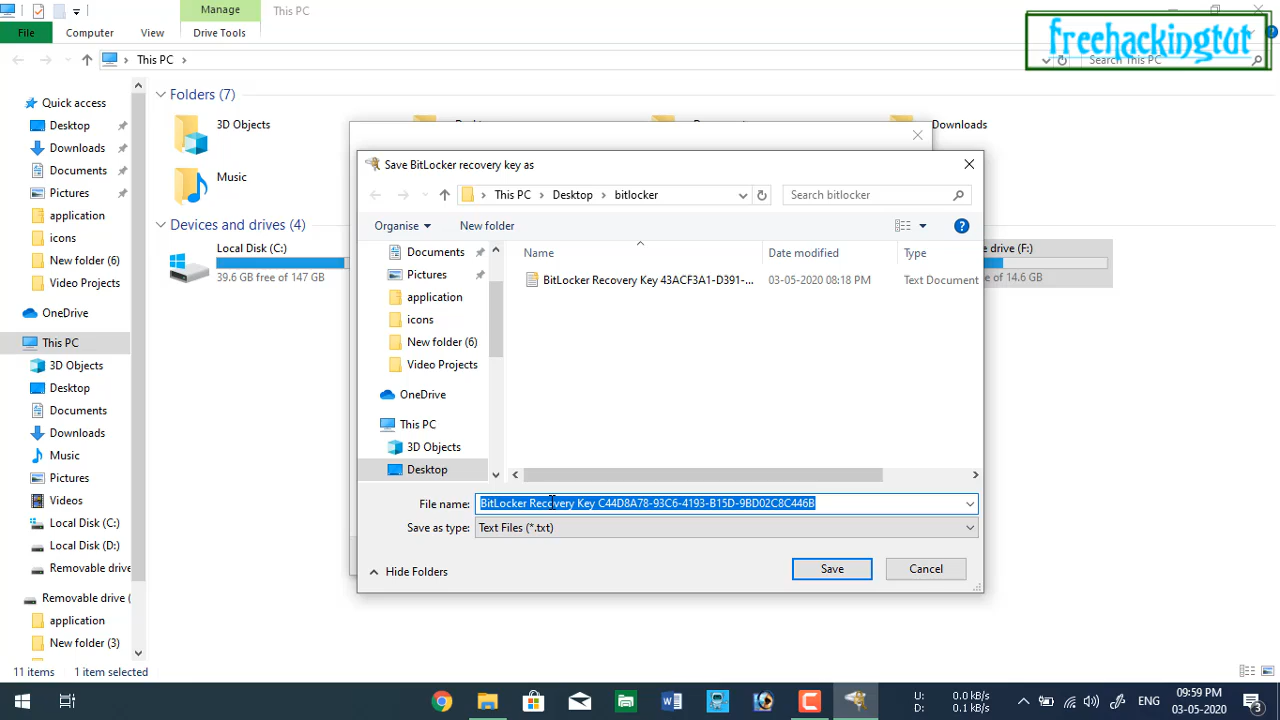 Manage
This PC
File
Computer
View
Drive Tools
freehackingtut
This PC
Search This PC
Quick access
Desktop
Downloads
Documents
Pictures
application
icons
New folder (6)
Video Projects
OneDrive
This PC
3D Objects
Desktop
Documents
Downloads
Music
Pictures
Videos
Local Disk (C:)
Local Disk (D:)
Removable drive
Removable drive (
application
New folder (3)
Folders (7)
3D Objects
Downloads
Music
Devices and drives (4)
Local Disk (C:)
39.6 GB free of 147 GB
drive (F:)
of 14.6 GB
Save BitLocker recovery key as
This PC
Desktop
bitlocker
Search bitlocker
Organise
New folder
Documents
Pictures
application
icons
New folder (6)
Video Projects
OneDrive
This PC
3D Objects
Desktop
Name
Date modified
Type
BitLocker Recovery Key 43ACF3A1-D391-...
03-05-2020 08:18 PM
Text Document
File name:
BitLocker Recovery Key C44D8A78-93C6-4193-B15D-9BD02C8C446B
Save as type:
Text Files (*.txt)
Hide Folders
Save
Cancel
11 items
1 item selected
U:
0.0 kB/s
D:
0.1 kB/s
ENG
09:59 PM
03-05-2020
3